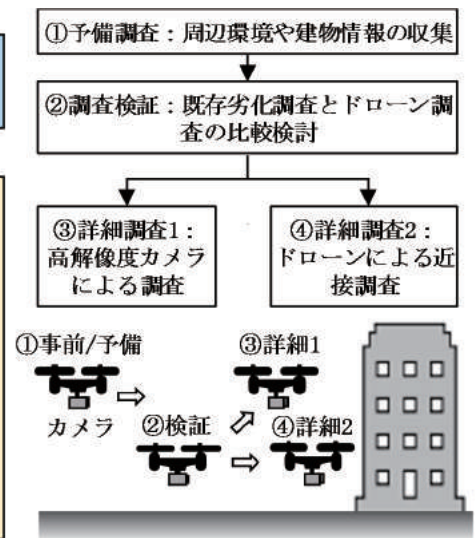 ①予備調査：周辺環境や建物情報の収集
②調査検証：既存劣化調査とドローン調
査の比較検討
③詳細調査1：
高解像度カメラ
による調査
④詳細調査2：
ドローンによる近
接調査
①事前/予備
③詳細1
カメラ
②検証
④詳細2